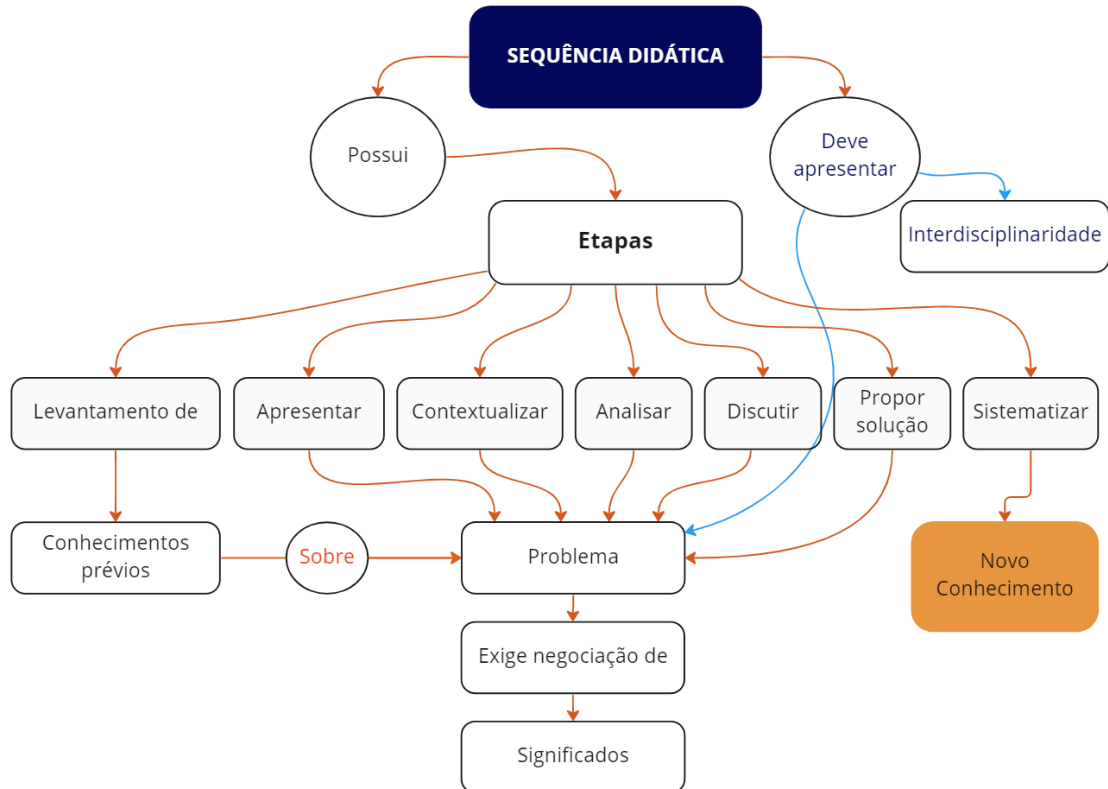 SEQUÊNCIA DIDÁTICA
Possui
Deve
apresentar
Interdisciplinaridade
Etapas
Levantamento de
Apresentar
Contextualizar
Analisar
Discutir
Propor
solução
Sistematizar
Conhecimentos
prévios
Sobre
Problema
Novo
Conhecimento
Exige negociação de
Significados